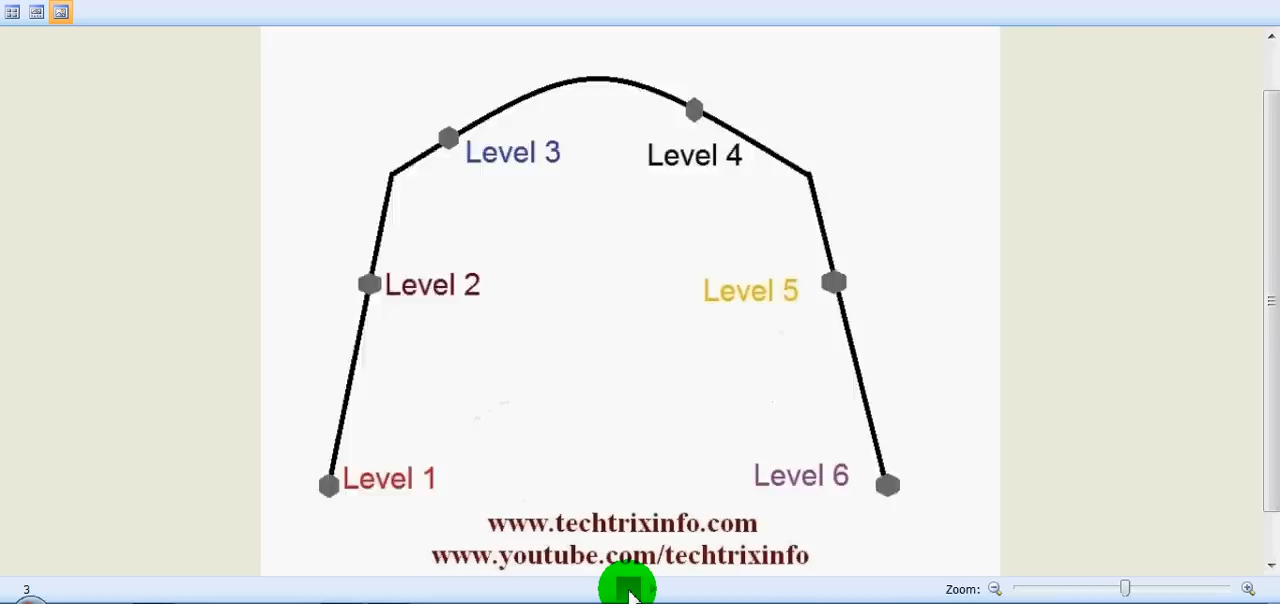 Level 3
Level 4
Level 2
Level 5
Level 1
Level 6
www.techtrixinfo.com
www.youtube.com/techtrixinfo
3
Zoom: